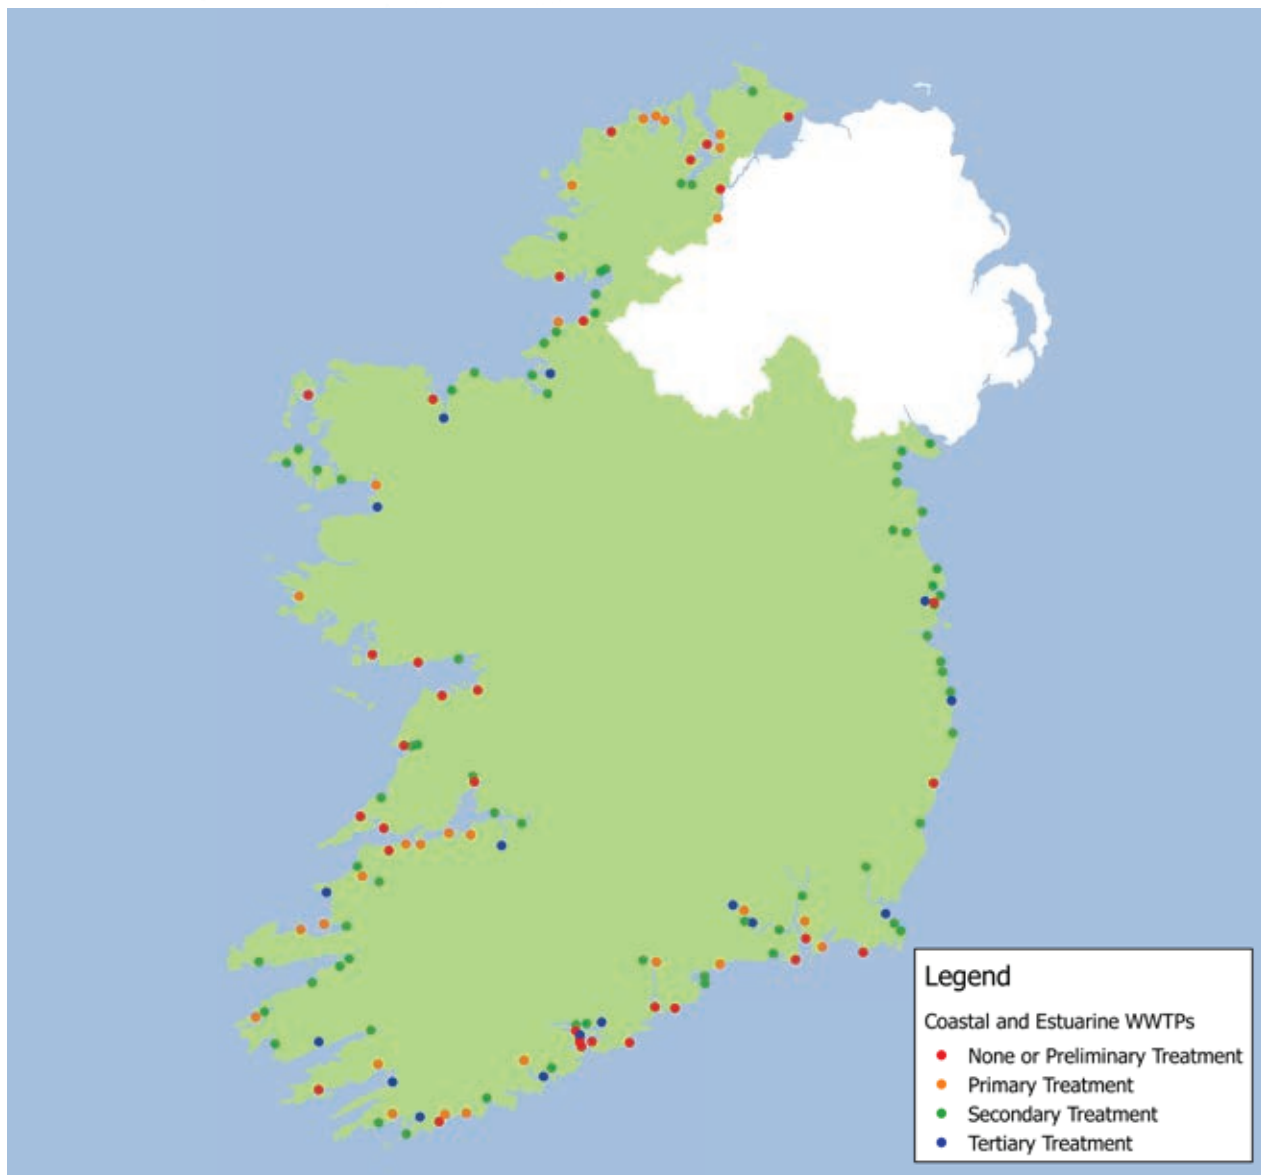 Legend
Coastal and Estuarine WWTPs
None or Preliminary Treatment
Primary Treatment
Secondary Treatment
Tertiary Treatment